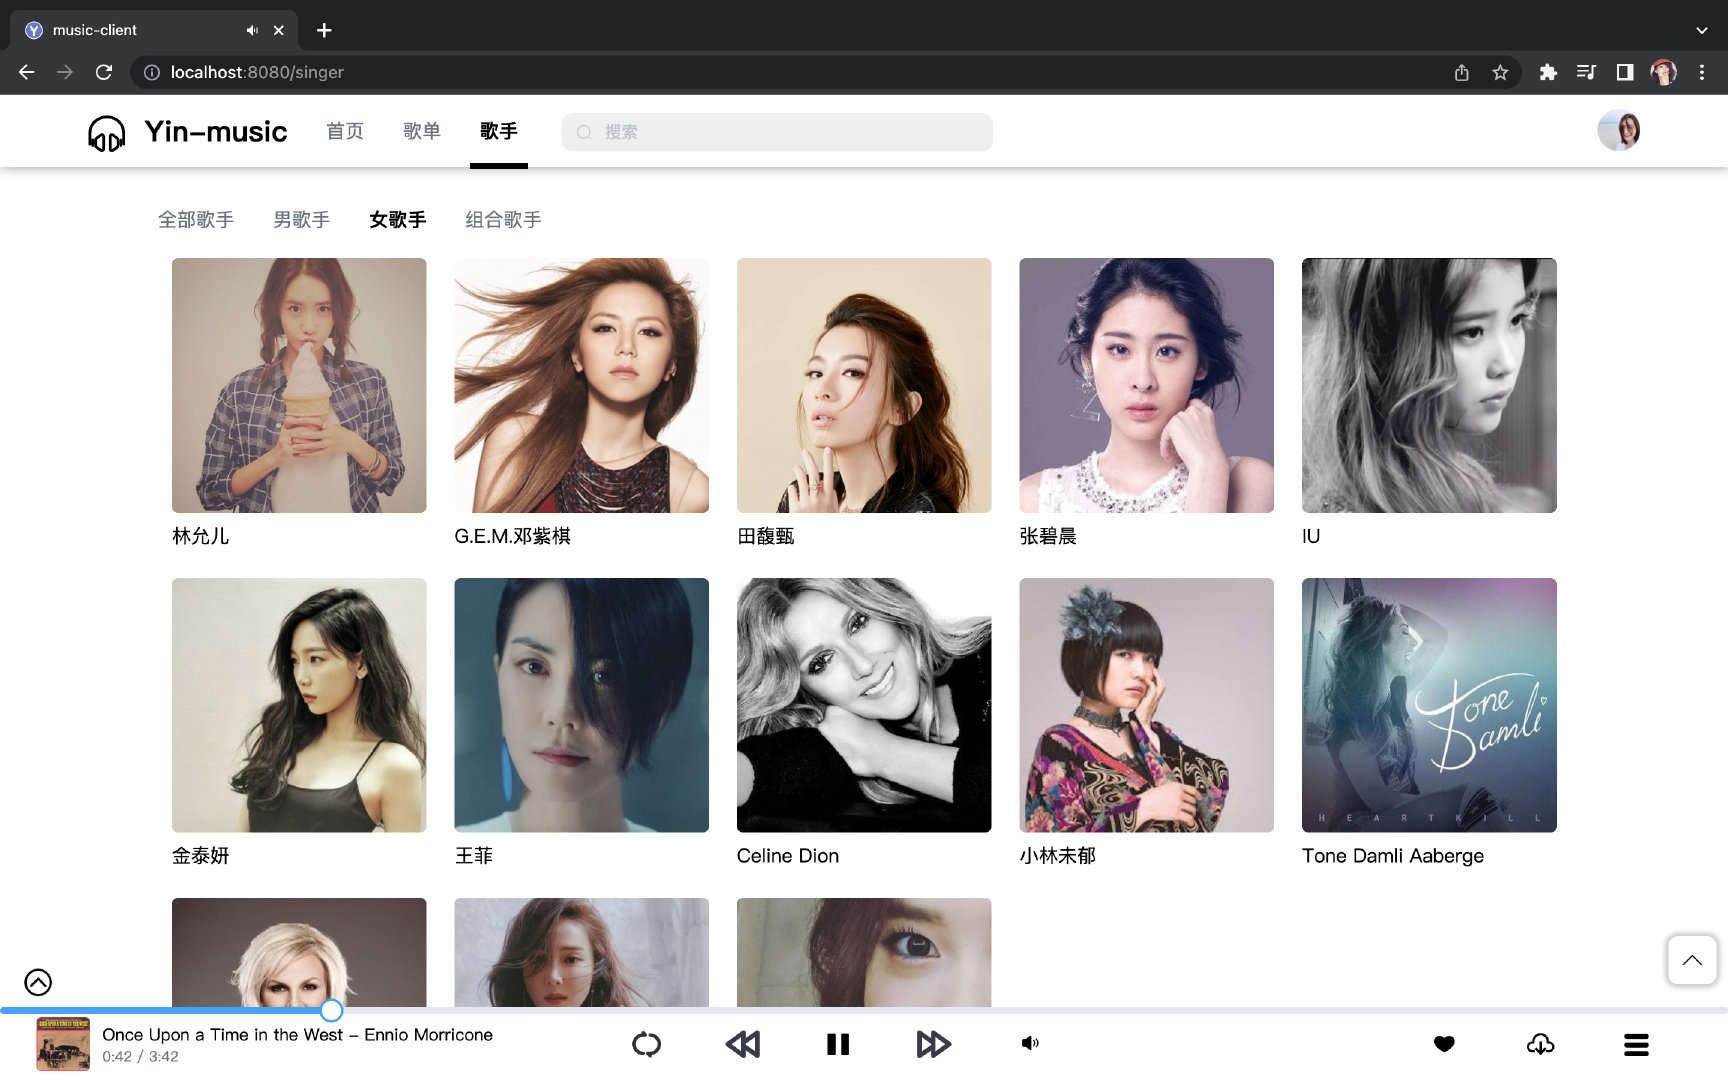 music-client
localhost:8080/singer
Yin-music 首页 歌单 歌手 搜索
全部歌手 男歌手 女歌手 组合歌手
林允儿 G.E.M.邓紫棋 田馥甄 张碧晨 IU
Tone Damli
HEARTKILL
金泰妍 王菲 Celine Dion 小林未郁 Tone Damli Aaberge
Once Upon a Time in the West – Ennio Morricone
0:42 / 3:42